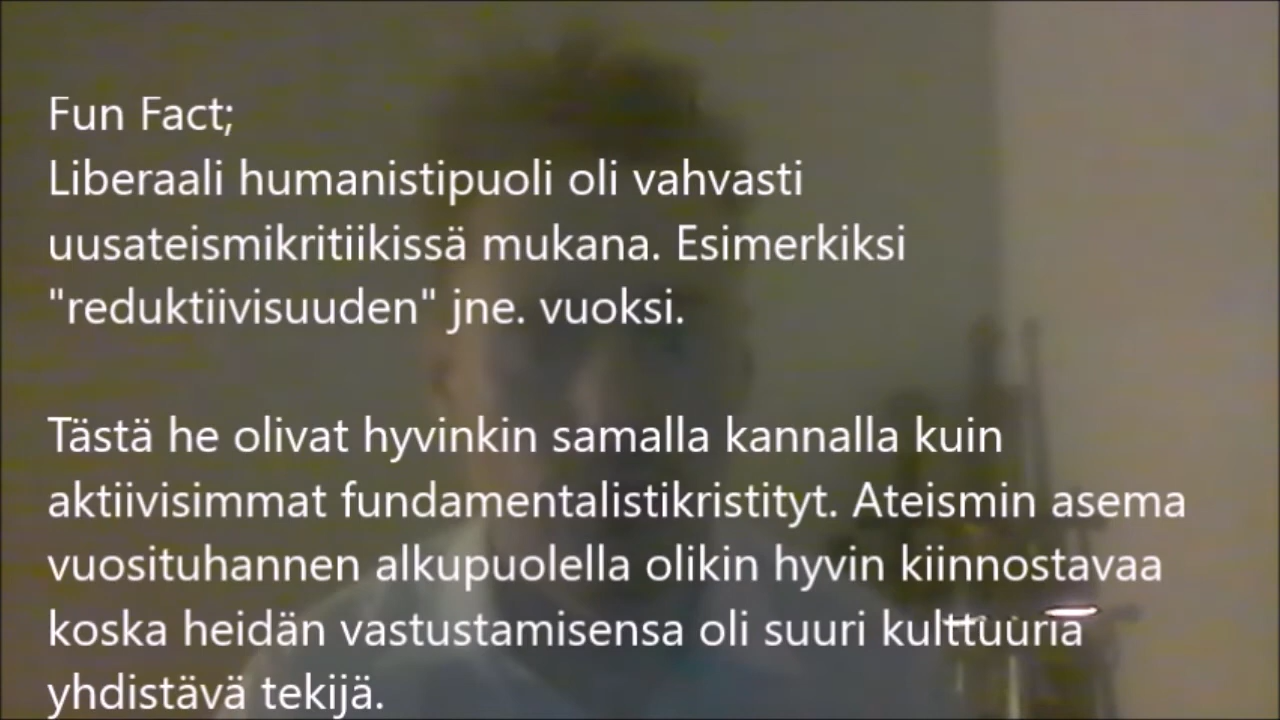 Fun Fact;
Liberaali humanistipuoli oli vahvasti
uusateismikritiikissä mukana. Esimerkiksi
"reduktiivisuuden" jne. vuoksi.
Tästä he olivat hyvinkin samalla kannalla kuin
aktiivisimmat fundamentalistikristityt. Ateismin asema
vuosituhannen alkupuolella olikin hyvin kiinnostavaa
koska heidän vastustamisensa oli suuri kulttuuria
yhdistävä tekijä.